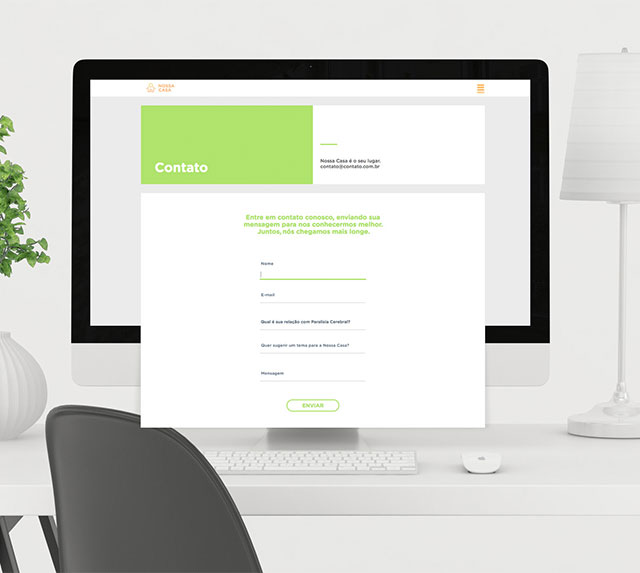 NOSSA
CASA
Contato
Nossa Casa é o seu lugar.
contato@contato.com.br
Entre em contato conosco, enviando sua
mensagem para nos conhecermos melhor.
Juntos, nós chegamos mais longe.
Nome
E-mail
Qual é sua relação com Paralisia Cerebral?
Quer sugerir um tema para a Nossa Casa?
Mensagem
ENVIAR